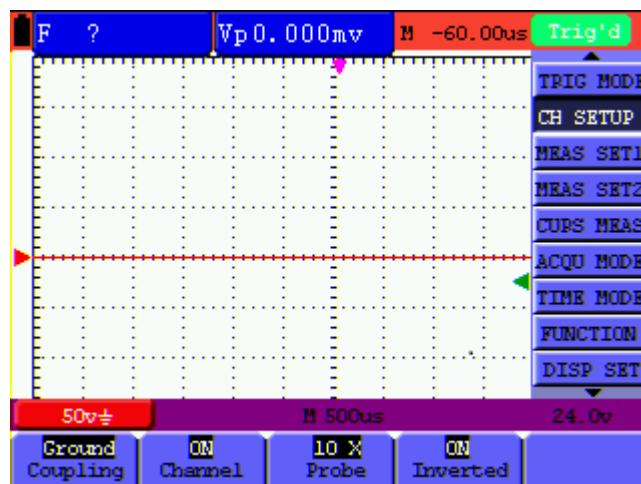 F ? Vp0.000mv M -60.00us Trig'd
TRIG MODE
CH SETUP
MEAS SET1
MEAS SET2
CURS MEAS
ACQU MODE
TIME MODE
FUNCTION
DISP SET
50v M 500us 24.0v
Ground ON 10 X ON
Coupling Channel Probe Inverted